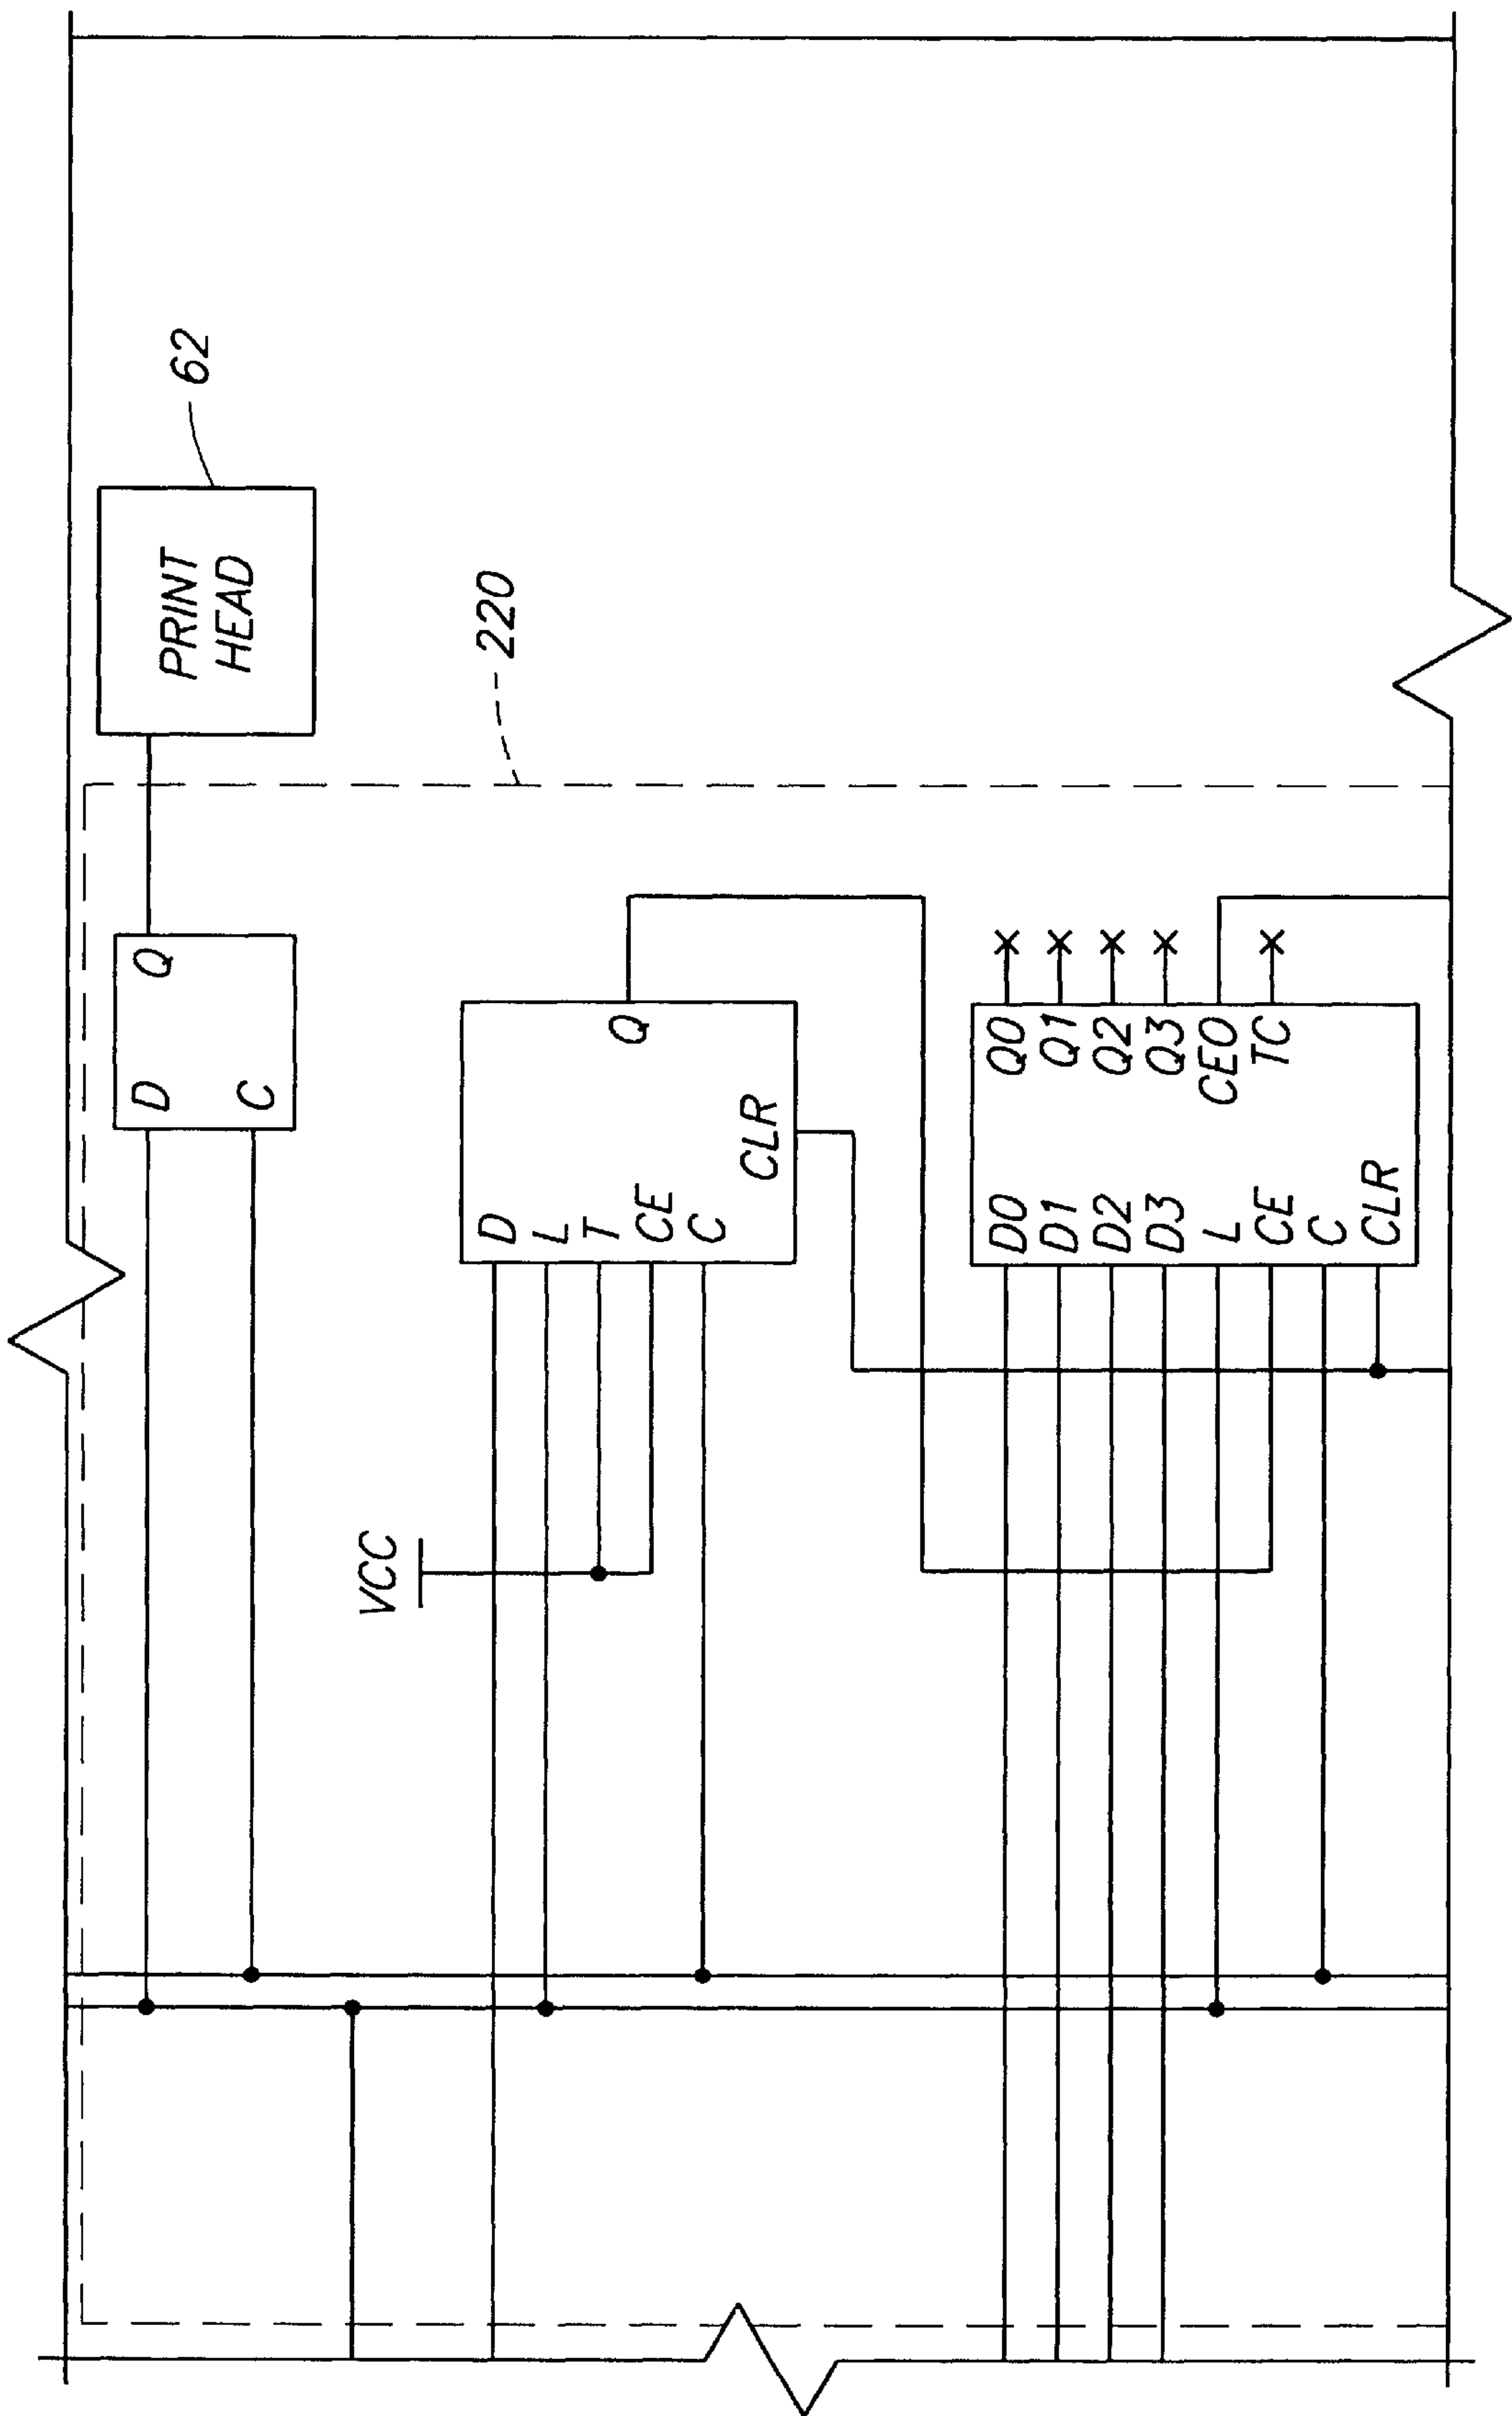 PRINT
HEAD
62
D
Q
C
220
VCC
D
Q
L
T
CE
C
CLR
D0
Q0
D1
Q1
D2
Q2
D3
Q3
L
CEO
CE
TC
C
CLR